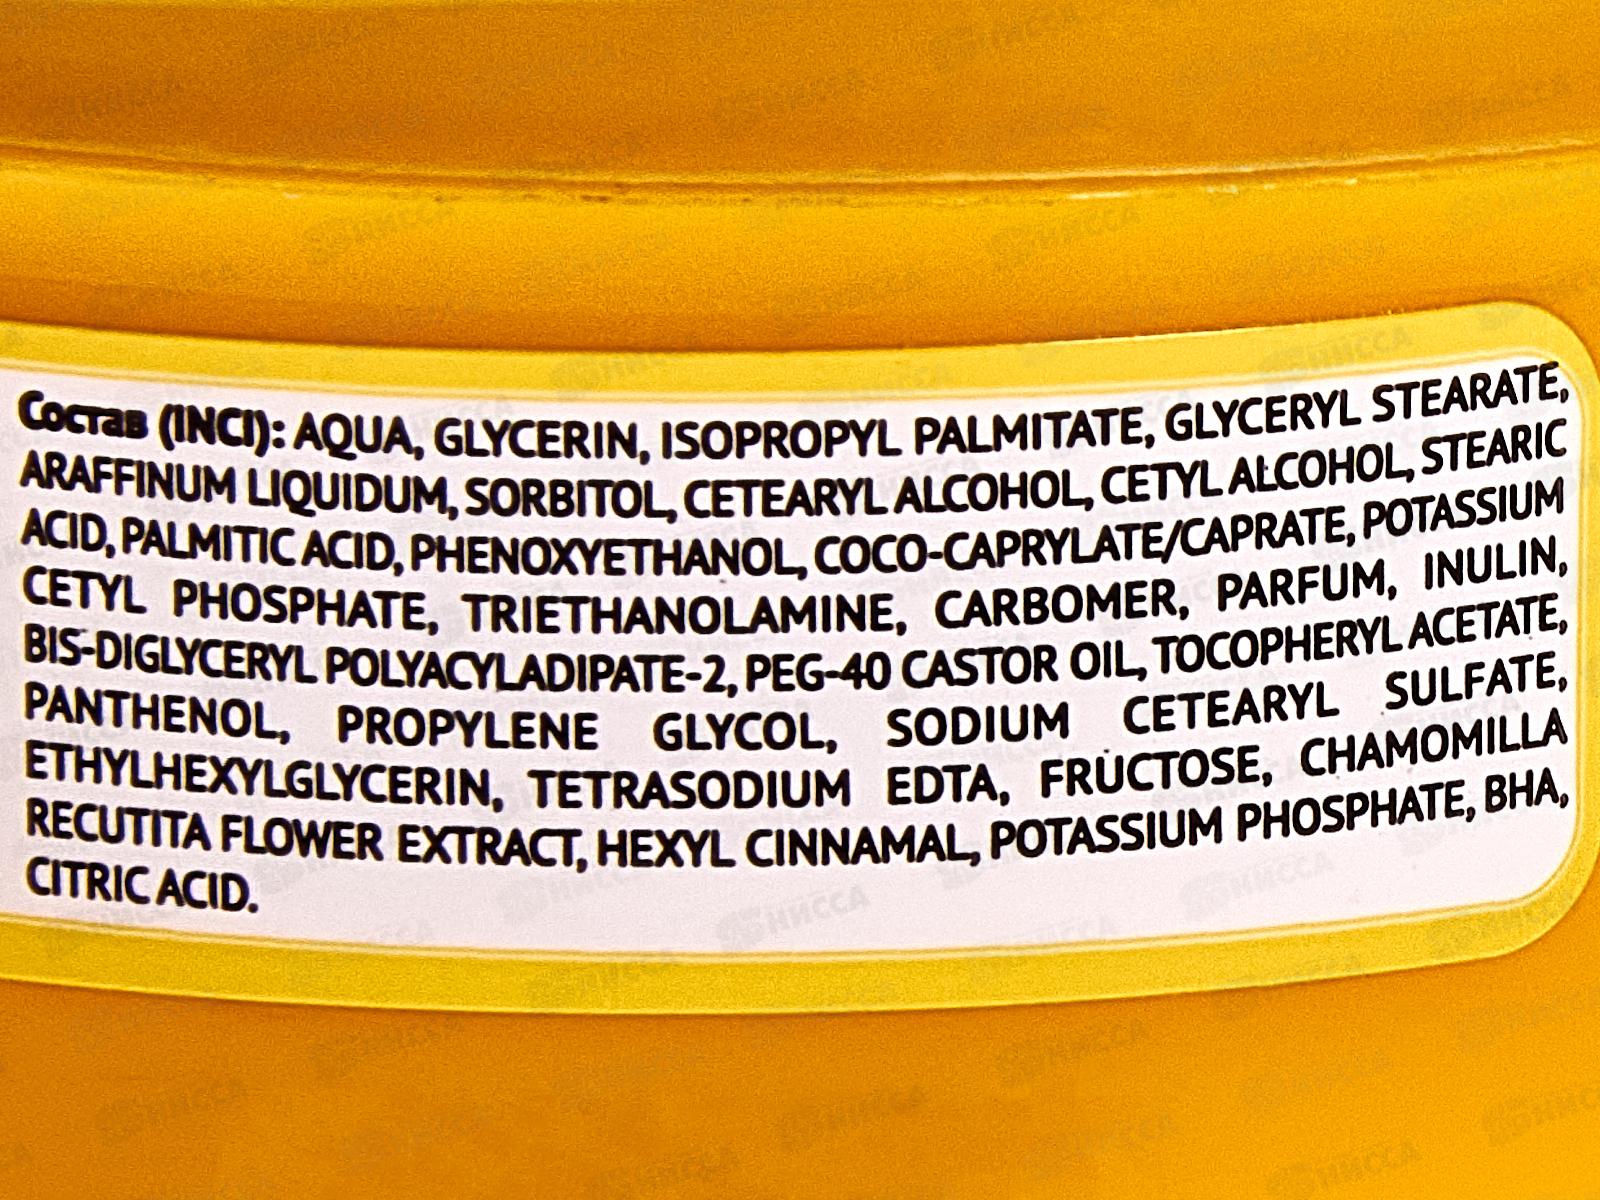 Состав (INCI): AQUA, GLYCERIN, ISOPROPYL PALMITATE, GLYCERYL STEARATE,
ARAFFINUM LIQUIDUM, SORBITOL, CETEARYL ALCOHOL, CETYL ALCOHOL, STEARIC
ACID, PALMITIC ACID, PHENOXYETHANOL, COCO-CAPRYLATE/CAPRATE, POTASSIUM
CETYL PHOSPHATE, TRIETHANOLAMINE, CARBOMER, PARFUM, INULIN,
BIS-DIGLYCERYL POLYACYLADIPATE-2, PEG-40 CASTOR OIL, TOCOPHERYL ACETATE,
PANTHENOL, PROPYLENE GLYCOL, SODIUM CETEARYL SULFATE,
ETHYLHEXYLGLYCERIN, TETRASODIUM EDTA, FRUCTOSE, CHAMOMILLA
RECUTITA FLOWER EXTRACT, HEXYL CINNAMAL, POTASSIUM PHOSPHATE, BHA,
CITRIC ACID.